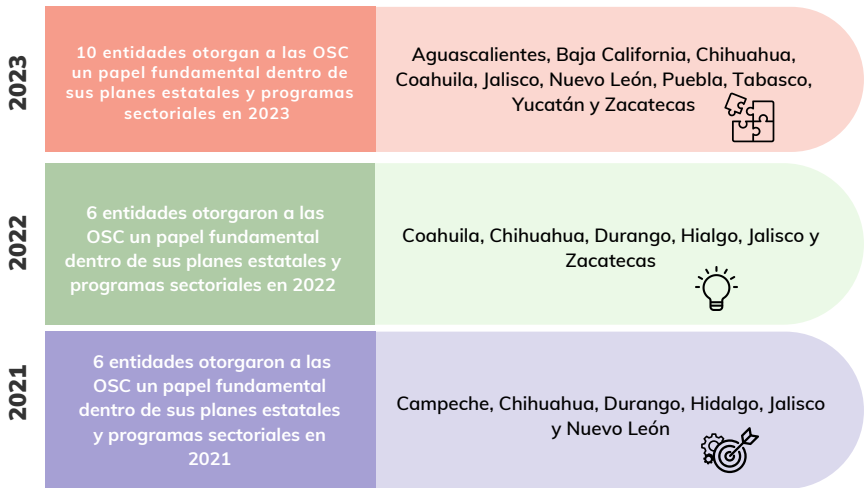 2023
10 entidades otorgan a las OSC
un papel fundamental dentro de
sus planes estatales y programas
sectoriales en 2023
Aguascalientes, Baja California, Chihuahua,
Coahuila, Jalisco, Nuevo León, Puebla, Tabasco,
Yucatán y Zacatecas
2022
6 entidades otorgaron a las
OSC un papel fundamental
dentro de sus planes estatales y
programas sectoriales en 2022
Coahuila, Chihuahua, Durango, Hialgo, Jalisco y
Zacatecas
2021
6 entidades otorgaron a las
OSC un papel fundamental
dentro de sus planes estatales
y programas sectoriales en
2021
Campeche, Chihuahua, Durango, Hidalgo, Jalisco
y Nuevo León